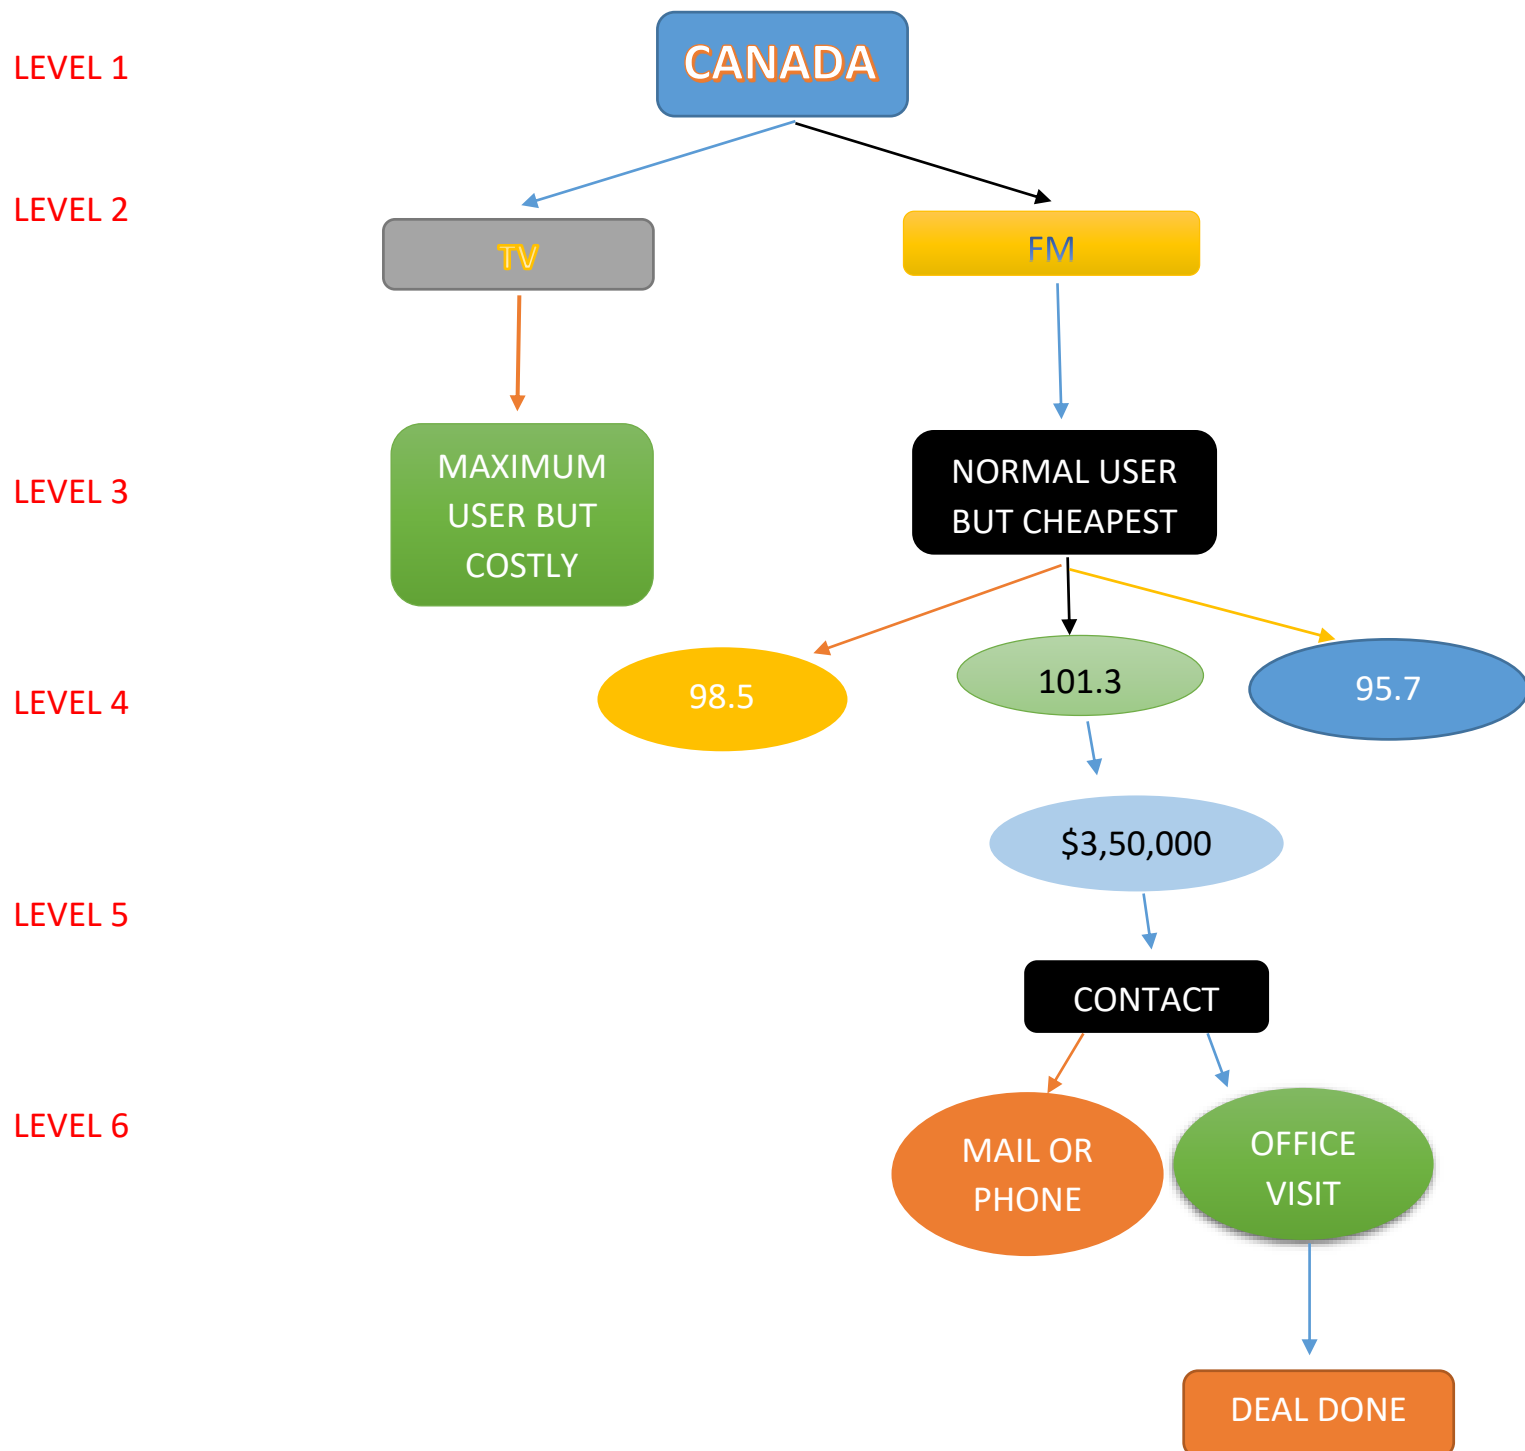 LEVEL 1
CANADA
LEVEL 2
TV
FM
LEVEL 3
MAXIMUM
USER BUT
COSTLY
NORMAL USER
BUT CHEAPEST
LEVEL 4
98.5
101.3
95.7
$3,50,000
LEVEL 5
CONTACT
LEVEL 6
MAIL OR
PHONE
OFFICE
VISIT
DEAL DONE